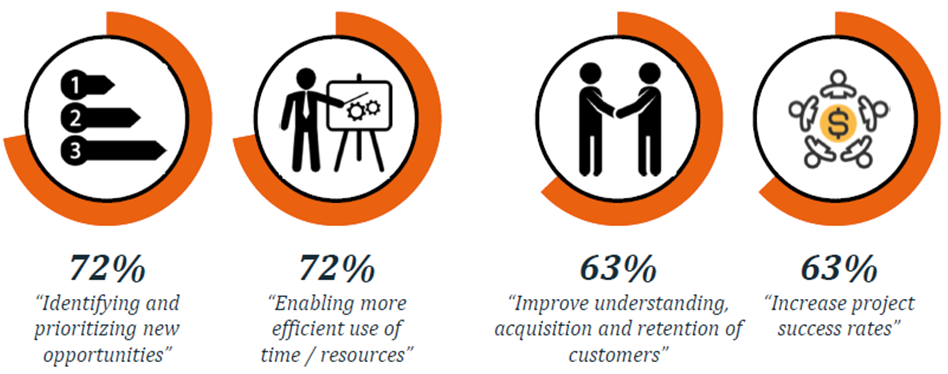 1
2
3
$
72%
“Identifying and
prioritizing new
opportunities”
72%
“Enabling more
efficient use of
time / resources”
63%
“Improve understanding,
acquisition and retention of
customers”
63%
“Increase project
success rates”